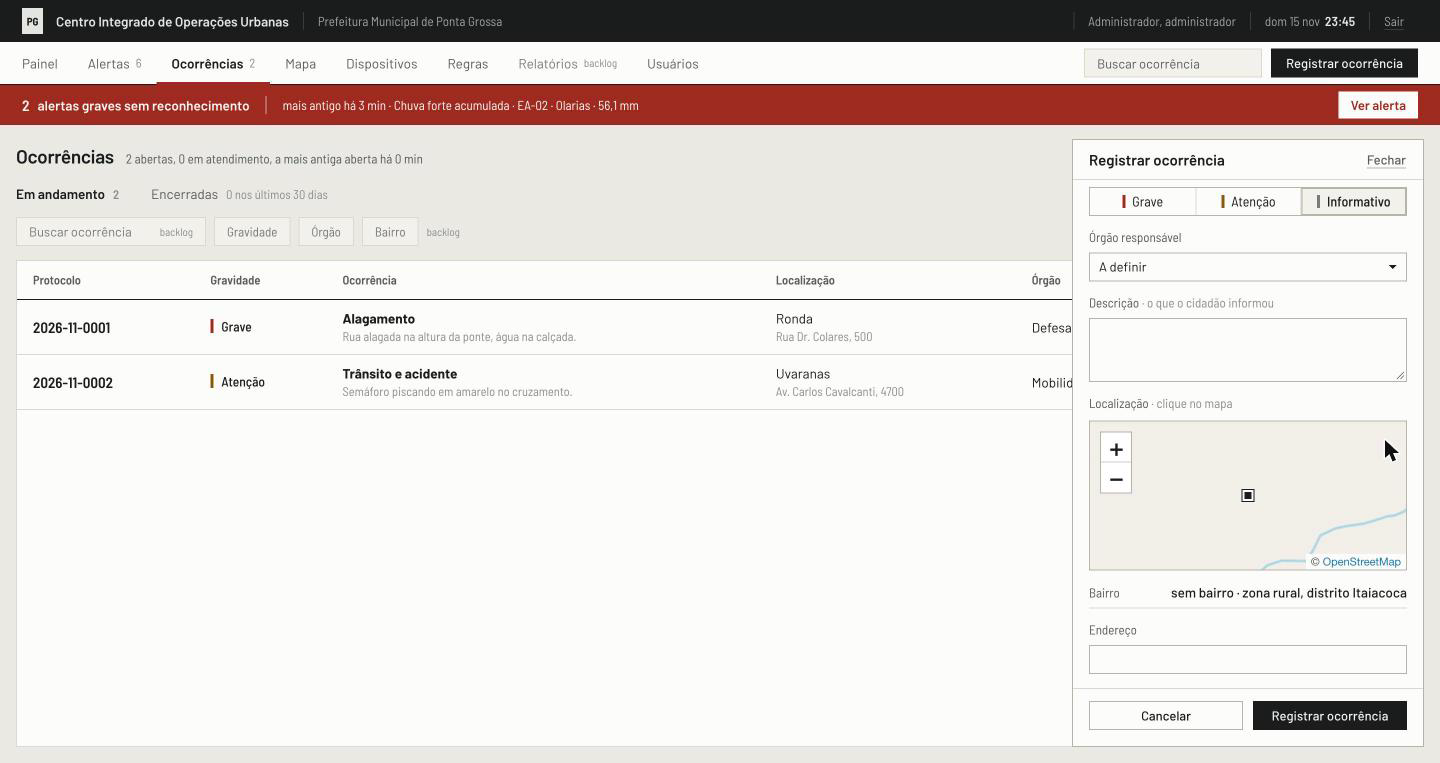 PG Centro Integrado de Operações Urbanas Prefeitura Municipal de Ponta Grossa Administrador, administrador dom 15 nov 23:45 Sair
Painel Alertas 6 Ocorrências 2 Mapa Dispositivos Regras Relatórios backlog Usuários Buscar ocorrência Registrar ocorrência
2 alertas graves sem reconhecimento mais antigo há 3 min · Chuva forte acumulada · EA-02 · Olarias · 56,1 mm Ver alerta
Ocorrências 2 abertas, 0 em atendimento, a mais antiga aberta há 0 min
Em andamento 2 Encerradas 0 nos últimos 30 dias
Buscar ocorrência backlog Gravidade Órgão Bairro backlog
Protocolo Gravidade Ocorrência Localização Órgão
2026-11-0001 Grave Alagamento Ronda Defesa
Rua alagada na altura da ponte, água na calçada. Rua Dr. Colares, 500
2026-11-0002 Atenção Trânsito e acidente Uvaranas Mobilid
Semáforo piscando em amarelo no cruzamento. Av. Carlos Cavalcanti, 4700
Registrar ocorrência Fechar
Grave Atenção Informativo
Órgão responsável
A definir
Descrição · o que o cidadão informou
Localização · clique no mapa
+
−
© OpenStreetMap
Bairro sem bairro · zona rural, distrito Itaiacoca
Endereço
Cancelar Registrar ocorrência